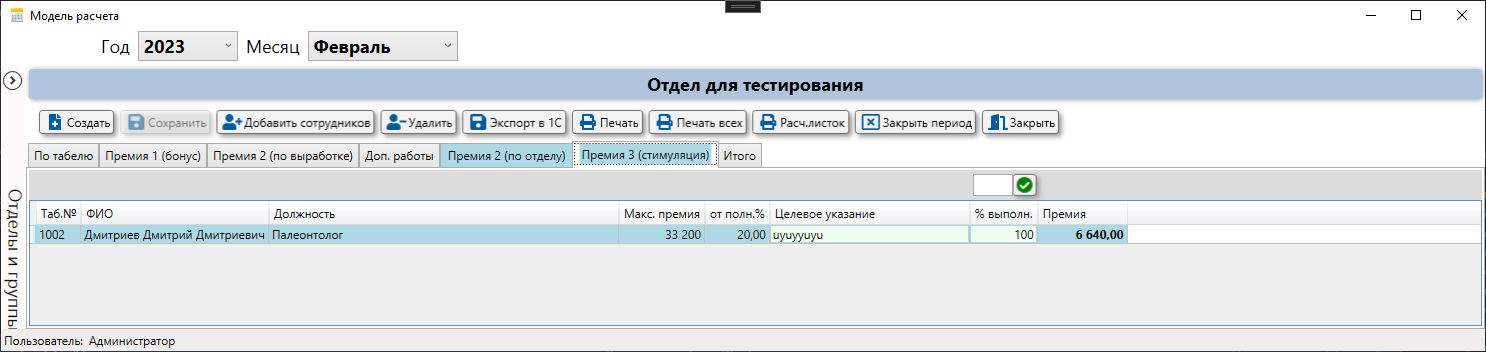 Модель расчета
Год 2023 Месяц Февраль
Отдел для тестирования
Создать Сохранить Добавить сотрудников Удалить Экспорт в 1С Печать Печать всех Расч.листок Закрыть период Закрыть
По табелю Премия 1 (бонус) Премия 2 (по выработке) Доп. работы Премия 2 (по отделу) Премия 3 (стимуляция) Итого
Отделы и группы
Таб.№ ФИО Должность Макс. премия от полн.% Целевое указание % выполн. Премия
1002 Дмитриев Дмитрий Дмитриевич Палеонтолог 33 200 20,00 uyuyyuyu 100 6 640,00
Пользователь: Администратор